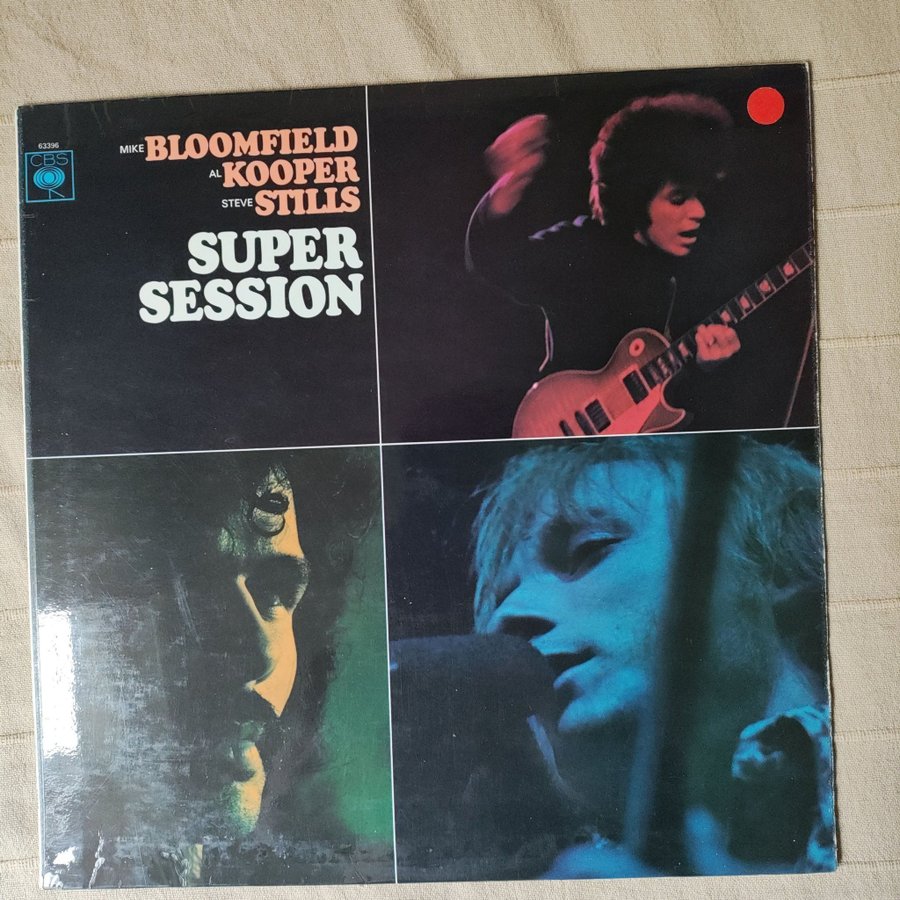 63396
CBS
MIKE BLOOMFIELD
AL KOOPER
STEVE STILLS
SUPER
SESSION